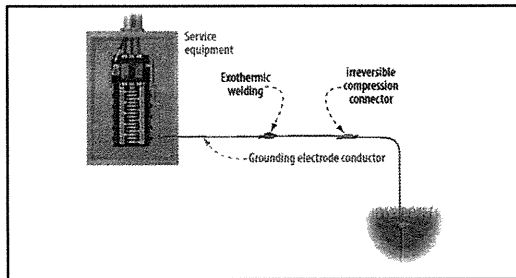 Service
equipment
Exothermic
welding
irreversible
compression
connector
Grounding electrode conductor